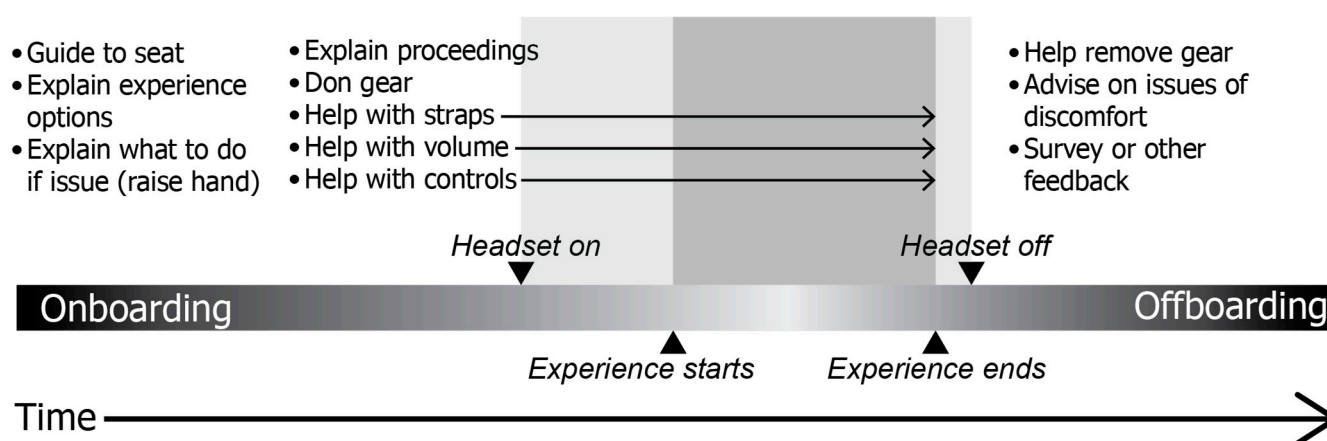 • Guide to seat
• Explain experience
options
• Explain what to do
if issue (raise hand)
• Explain proceedings
• Don gear
• Help with straps
• Help with volume
• Help with controls
• Help remove gear
• Advise on issues of
discomfort
• Survey or other
feedback
Headset on
Headset off
Onboarding
Offboarding
Experience starts
Experience ends
Time